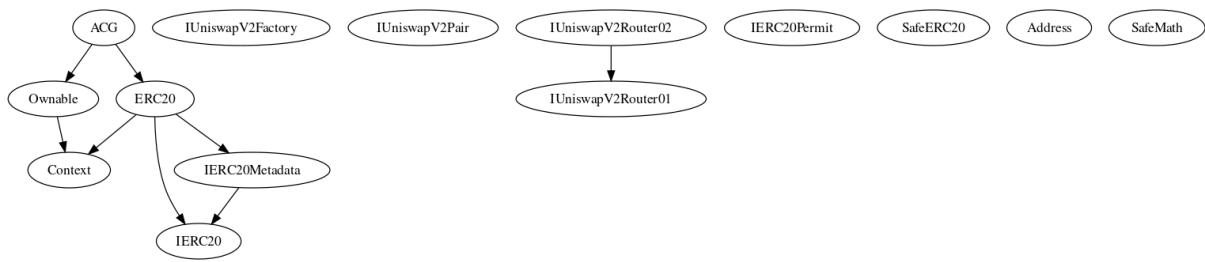 ACG
IUniswapV2Factory
IUniswapV2Pair
IUniswapV2Router02
IERC20Permit
SafeERC20
Address
SafeMath
Ownable
ERC20
IUniswapV2Router01
Context
IERC20Metadata
IERC20